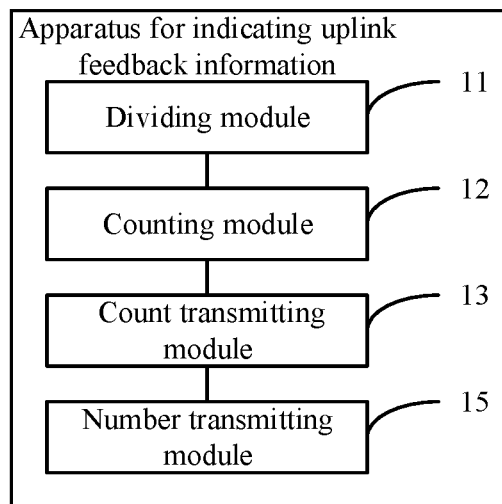 Apparatus for indicating uplink
feedback information
11
Dividing module
12
Counting module
13
Count transmitting
module
15
Number transmitting
module